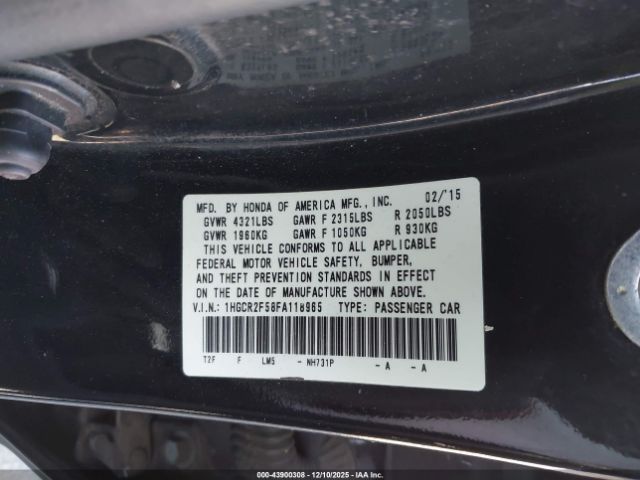 MFD. BY HONDA OF AMERICA MFG., INC. 02/'15
GVWR 4321LBS GAWR F 2315LBS R 2050LBS
GVWR 1960KG GAWR F 1050KG R 930KG
THIS VEHICLE CONFORMS TO ALL APPLICABLE
FEDERAL MOTOR VEHICLE SAFETY, BUMPER,
AND THEFT PREVENTION STANDARDS IN EFFECT
ON THE DATE OF MANUFACTURE SHOWN ABOVE.
V.I.N.: 1HGCR2F58FA118965 TYPE: PASSENGER CAR
T2F F LM5 - NH731P - A - A
000-43900308 - 12/10/2025 - IAA